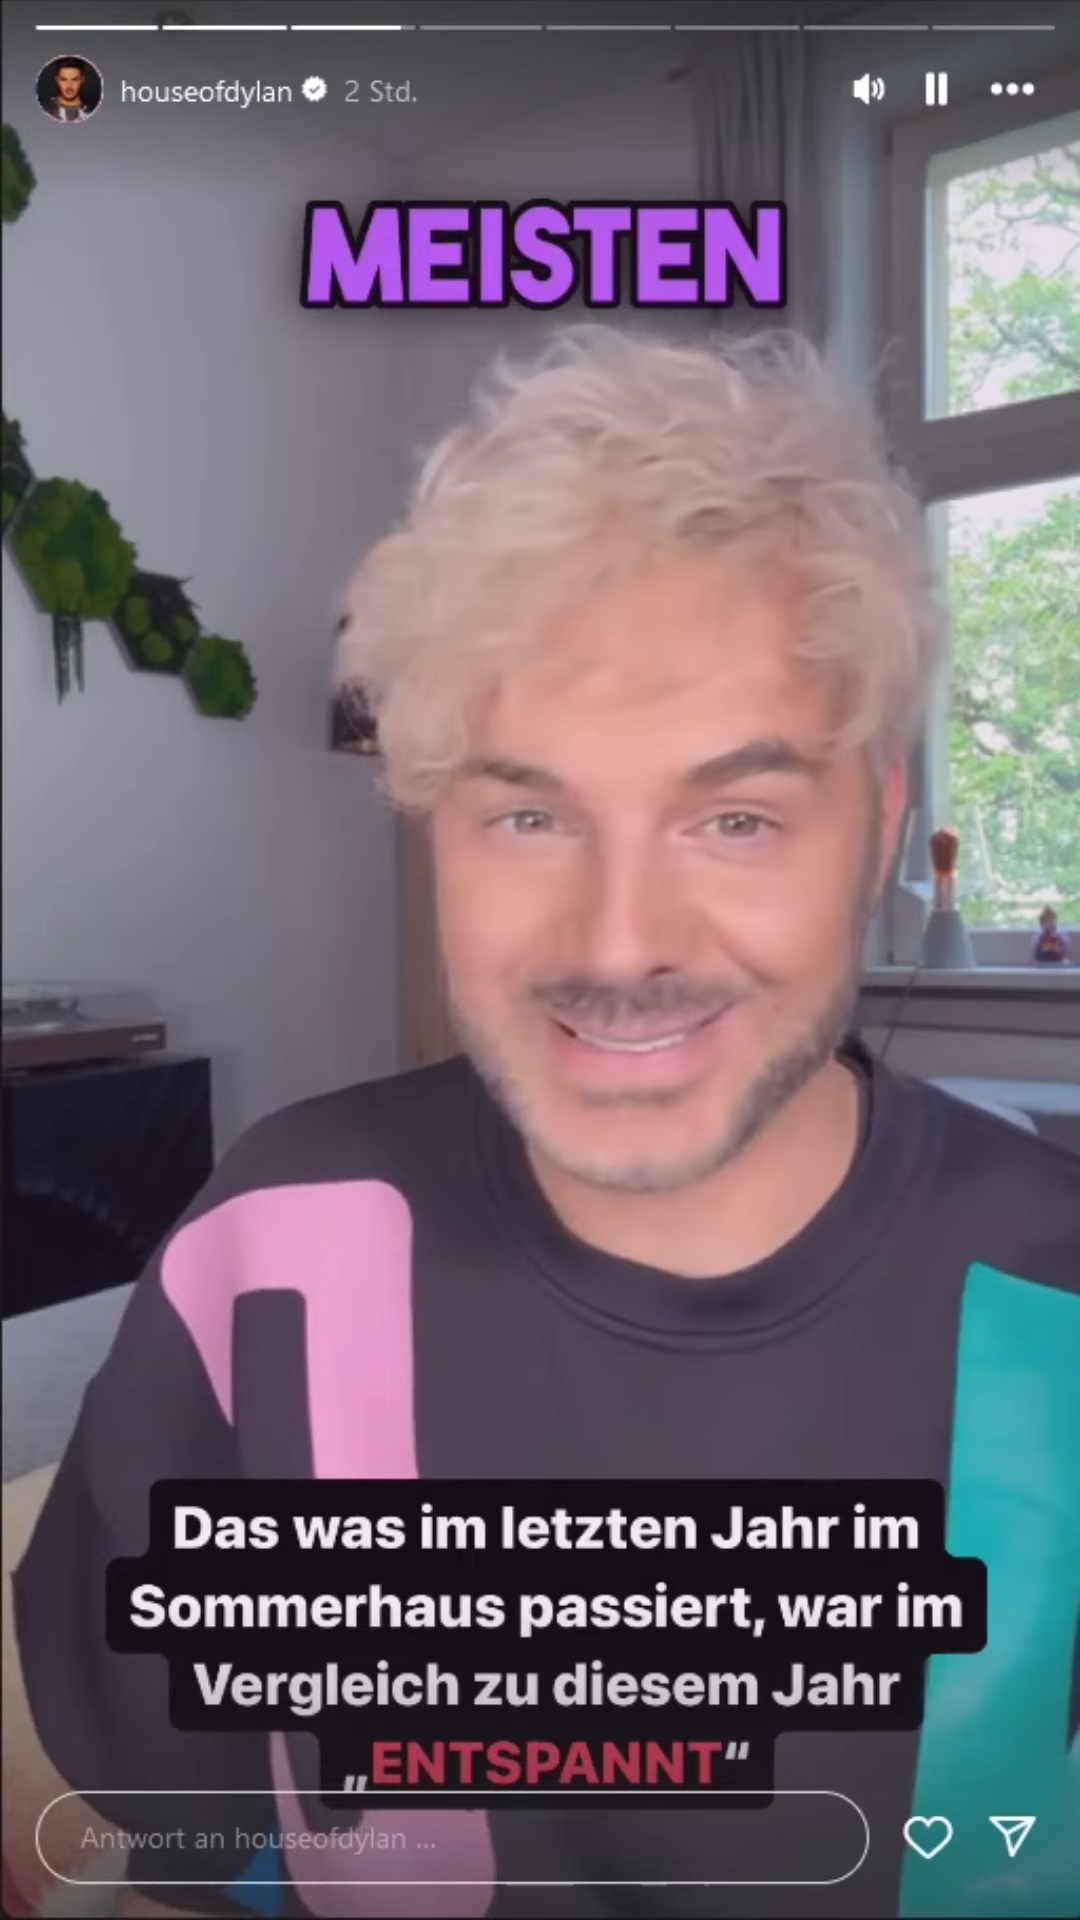 houseofdylan 2 Std.
MEISTEN
Das was im letzten Jahr im
Sommerhaus passiert, war im
Vergleich zu diesem Jahr
„ENTSPANNT“
Antwort an houseofdylan ...